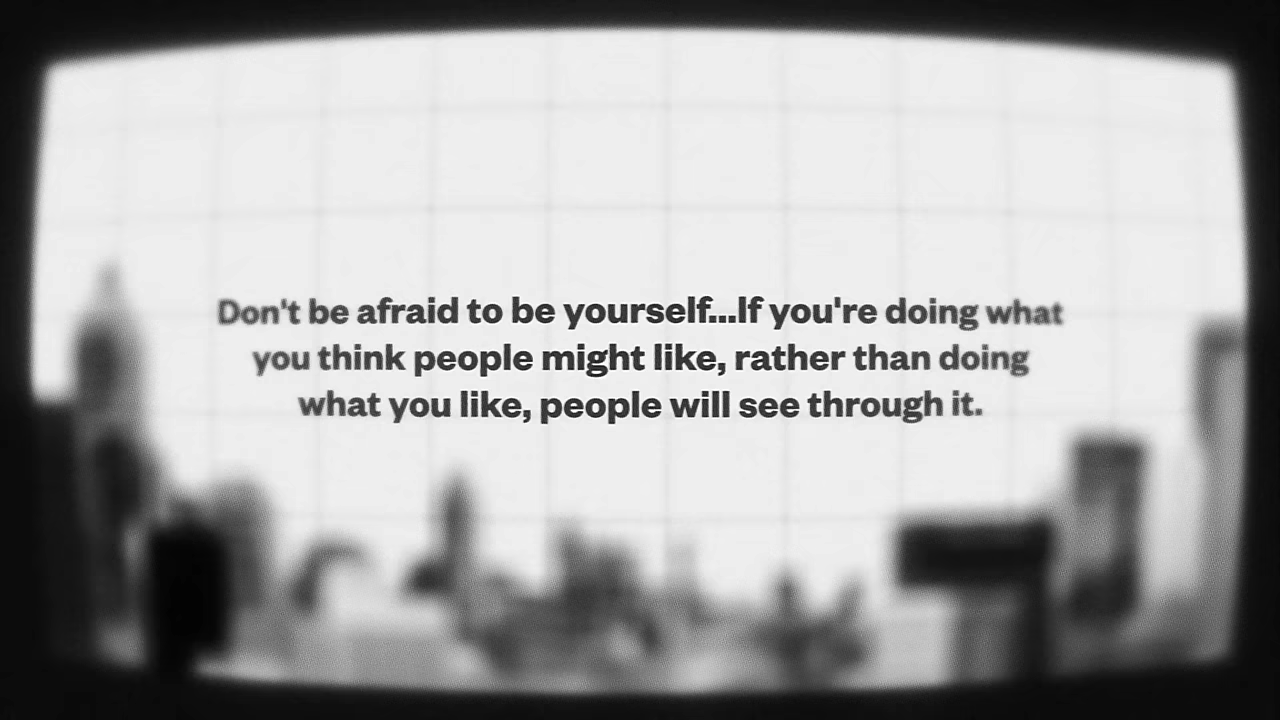 Don't be afraid to be yourself...If you're doing what
you think people might like, rather than doing
what you like, people will see through it.